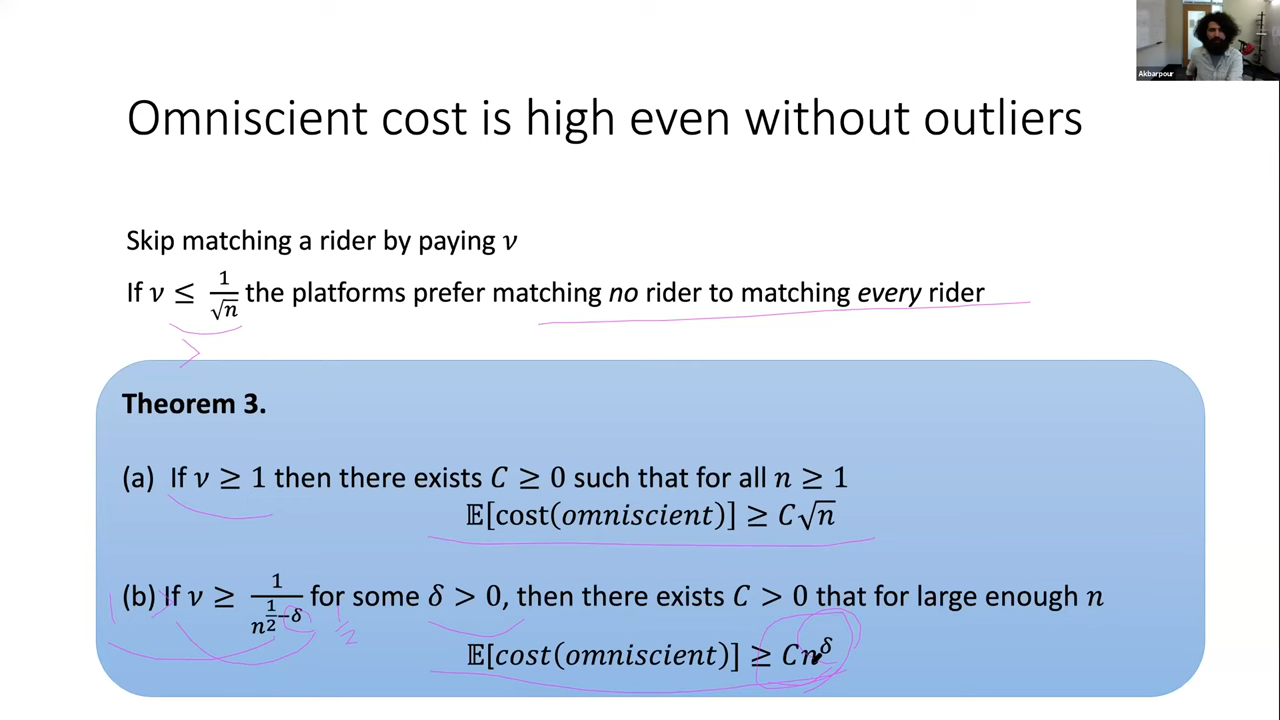 Akbarpour
Omniscient cost is high even without outliers
Skip matching a rider by paying ν
If ν ≤ 1/√n the platforms prefer matching no rider to matching every rider
>
Theorem 3.
(a) If ν ≥ 1 then there exists C ≥ 0 such that for all n ≥ 1
𝔼[cost(omniscient)] ≥ C√n
(b) If ν ≥ 1/n^(1/2−δ) for some δ > 0, then there exists C > 0 that for large enough n
1/2
𝔼[cost(omniscient)] ≥ Cn^δ